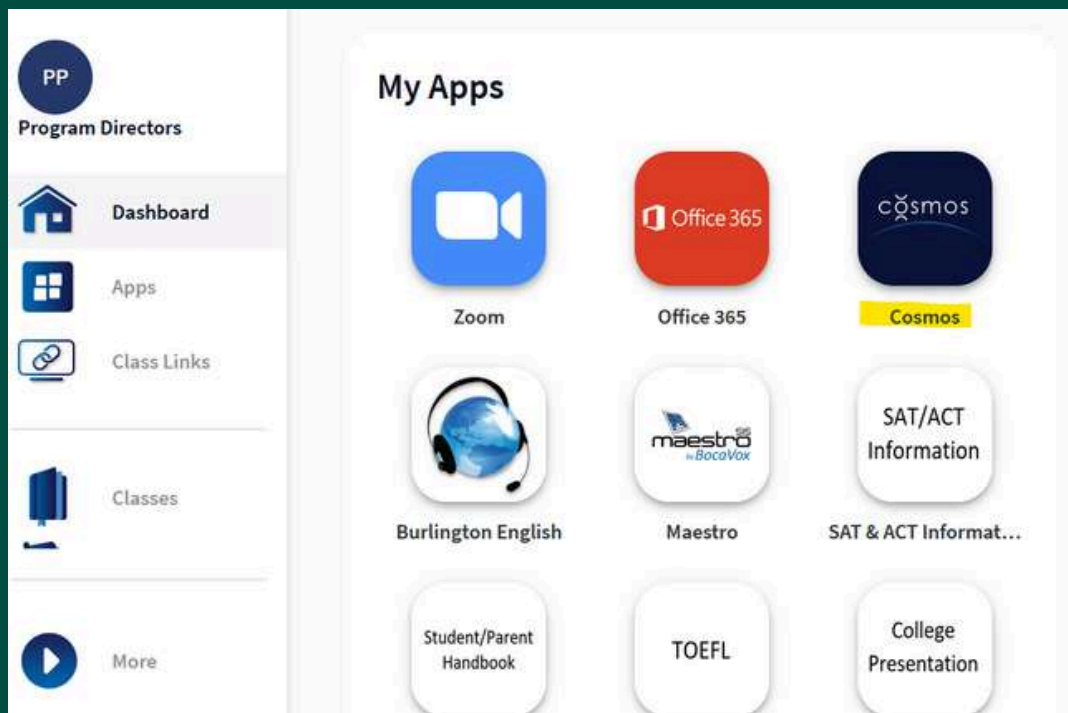 PP
Program Directors
Dashboard
Apps
Class Links
Classes
More
My Apps
Office 365
cosmos
Zoom
Office 365
Cosmos
maestro
by BocaVox
SAT/ACT
Information
Burlington English
Maestro
SAT & ACT Informat...
Student/Parent
Handbook
TOEFL
College
Presentation